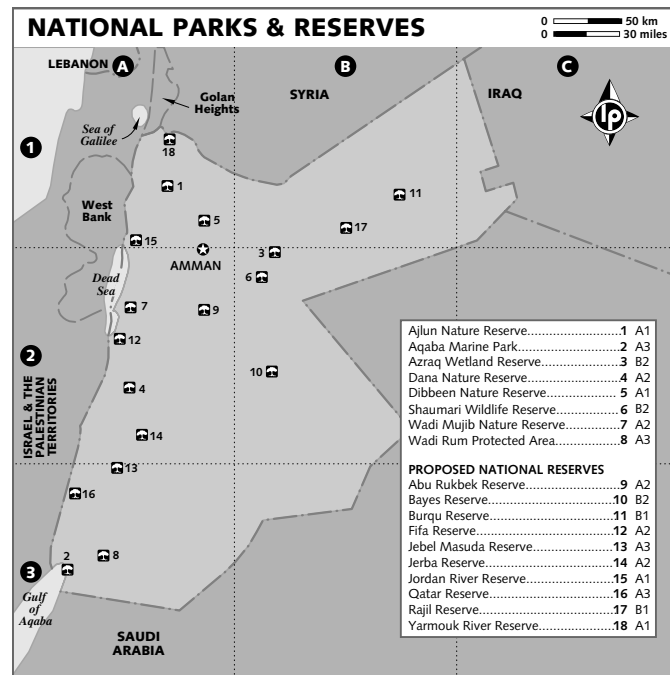 NATIONAL PARKS & RESERVES
0 50 km
0 30 miles
LEBANON
A
B
C
Golan
Heights
SYRIA
IRAQ
lp
Sea of
Galilee
1
18
1
11
West
Bank
5
17
15
AMMAN
3
6
Dead
Sea
7
9
12
2
10
4
ISRAEL & THE
PALESTINIAN
TERRITORIES
14
13
16
2
8
3
Gulf
of
Aqaba
SAUDI
ARABIA
Ajlun Nature Reserve.....................1 A1
Aqaba Marine Park.......................2 A3
Azraq Wetland Reserve.................3 B2
Dana Nature Reserve....................4 A2
Dibbeen Nature Reserve................5 A1
Shaumari Wildlife Reserve.............6 B2
Wadi Mujib Nature Reserve...........7 A2
Wadi Rum Protected Area.............8 A3
PROPOSED NATIONAL RESERVES
Abu Rukbek Reserve.....................9 A2
Bayes Reserve.............................10 B2
Burqu Reserve............................11 B1
Fifa Reserve................................12 A2
Jebel Masuda Reserve..................13 A3
Jerba Reserve.............................14 A2
Jordan River Reserve...................15 A1
Qatar Reserve.............................16 A3
Rajil Reserve...............................17 B1
Yarmouk River Reserve................18 A1